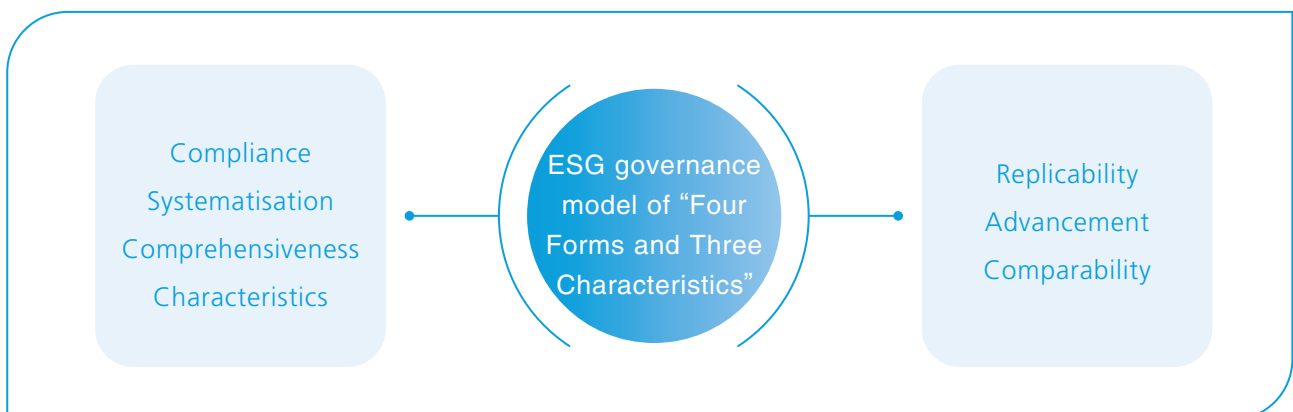 Compliance
Systematisation
Comprehensiveness
Characteristics
ESG governance
model of “Four
Forms and Three
Characteristics”
Replicability
Advancement
Comparability